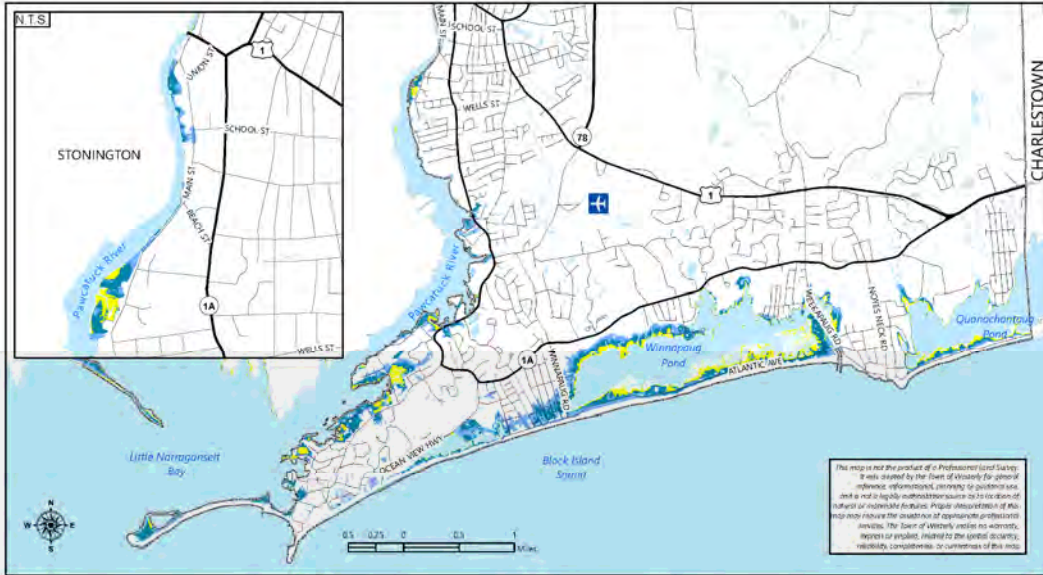 N.T.S.
UNION ST
1
SCHOOL ST
STONINGTON
MAIN ST
BEACH ST
Pawcatuck River
1A
WELLS ST
MAIN ST
SCHOOL ST
WELLS ST
78
1
CHARLESTOWN
Pawcatuck River
1A
WINNAPAUG RD
Winnapaug
Pond
ATLANTIC AVE
WEEKAPAUG RD
NOYES NECK RD
Quonochontaug
Pond
OCEAN VIEW HWY
Little Narragansett
Bay
Block Island
Sound
N
W E
S
0.5 0.25 0 0.5 1
Miles
This map is not the product of a Professional Land Survey.
It was created by the Town of Westerly for general
reference, informational, planning or guidance use,
and is not a legally authoritative source as to location of
natural or manmade features. Proper interpretation of this
map may require the assistance of appropriate professional
services. The Town of Westerly makes no warranty,
express or implied, related to the spatial accuracy,
reliability, completeness, or currentness of this map.